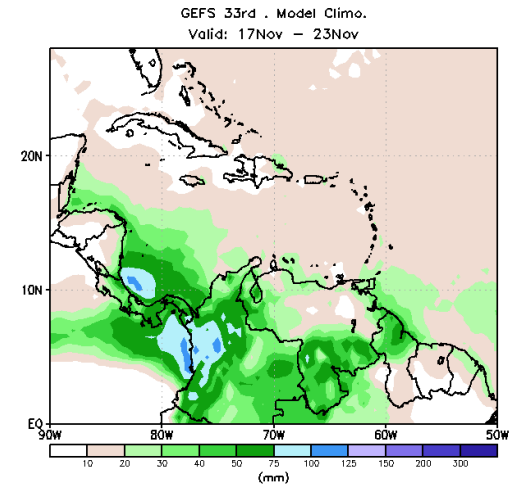 GEFS 33rd . Model Climo.
Valid: 17Nov – 23Nov
20N
10N
EQ
90W 80W 70W 60W 50W
10 20 30 40 50 75 100 125 150 200 300
(mm)